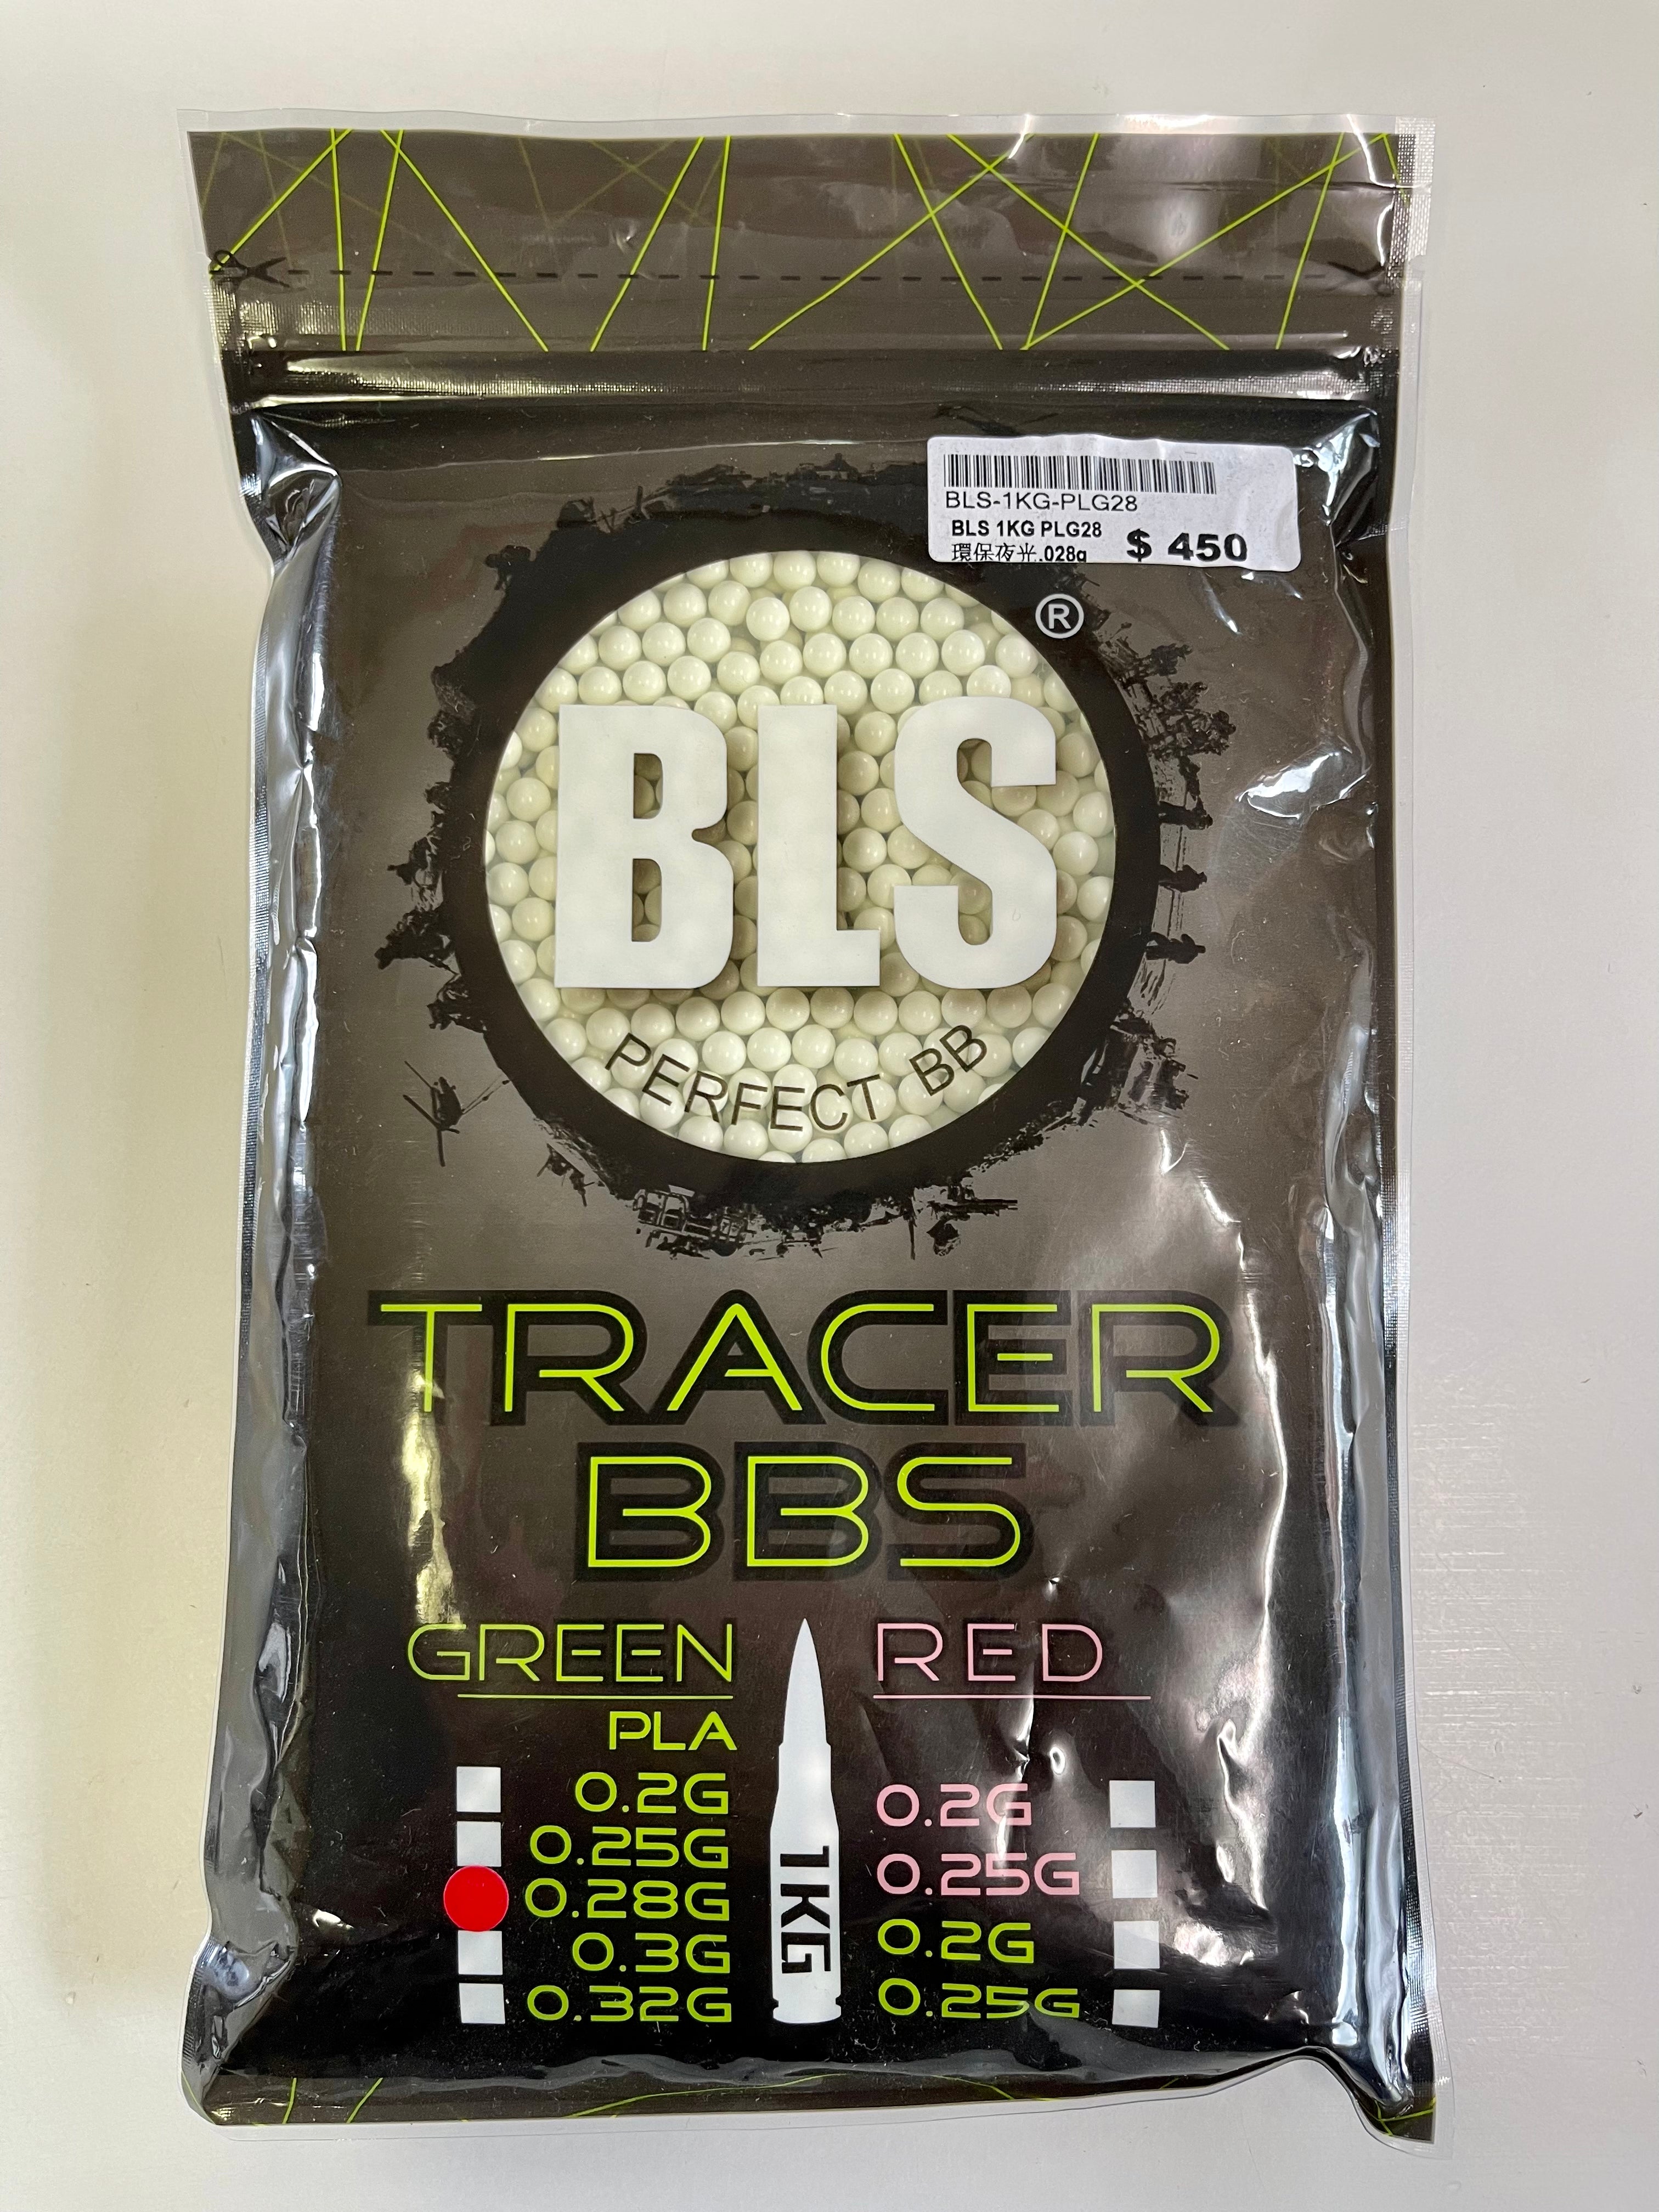 BLS-1KG-PLG28
BLS 1KG PLG28
環保夜光.028g
$ 450
®
BLS
PERFECT BB
TRACER
BBS
GREEN
PLA
0.2G
0.25G
0.28G
0.3G
0.32G
1KG
RED
0.2G
0.25G
0.2G
0.25G